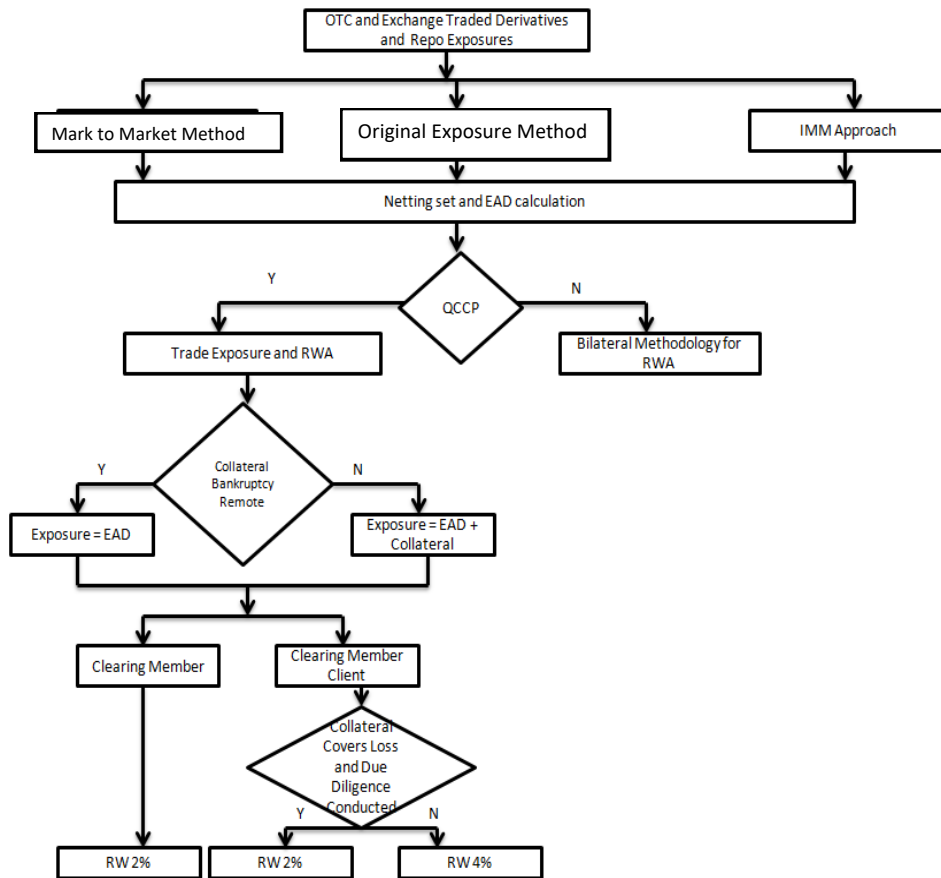 OTC and Exchange Traded Derivatives
and Repo Exposures
Mark to Market Method
Original Exposure Method
IMM Approach
Netting set and EAD calculation
Y
QCCP
N
Trade Exposure and RWA
Bilateral Methodology for
RWA
Y
Collateral
Bankruptcy
Remote
N
Exposure = EAD
Exposure = EAD +
Collateral
Clearing Member
Clearing Member
Client
Collateral
Covers Loss
and Due
Diligence
Conducted
Y
N
RW 2%
RW 2%
RW 4%